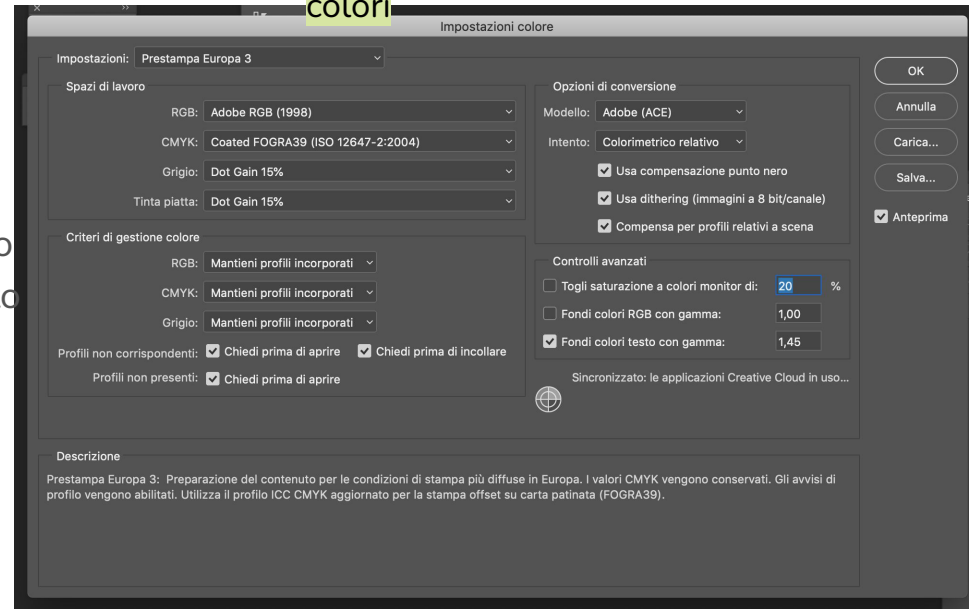 colori
Impostazioni colore
Impostazioni: Prestampa Europa 3
Spazi di lavoro
RGB: Adobe RGB (1998)
CMYK: Coated FOGRA39 (ISO 12647-2:2004)
Grigio: Dot Gain 15%
Tinta piatta: Dot Gain 15%
Criteri di gestione colore
RGB: Mantieni profili incorporati
CMYK: Mantieni profili incorporati
Grigio: Mantieni profili incorporati
Profili non corrispondenti: Chiedi prima di aprire Chiedi prima di incollare
Profili non presenti: Chiedi prima di aprire
Opzioni di conversione
Modello: Adobe (ACE)
Intento: Colorimetrico relativo
Usa compensazione punto nero
Usa dithering (immagini a 8 bit/canale)
Compensa per profili relativi a scena
Controlli avanzati
Togli saturazione a colori monitor di: 20 %
Fondi colori RGB con gamma: 1,00
Fondi colori testo con gamma: 1,45
Sincronizzato: le applicazioni Creative Cloud in uso...
OK
Annulla
Carica...
Salva...
Anteprima
o
o
Descrizione
Prestampa Europa 3: Preparazione del contenuto per le condizioni di stampa più diffuse in Europa. I valori CMYK vengono conservati. Gli avvisi di
profilo vengono abilitati. Utilizza il profilo ICC CMYK aggiornato per la stampa offset su carta patinata (FOGRA39).